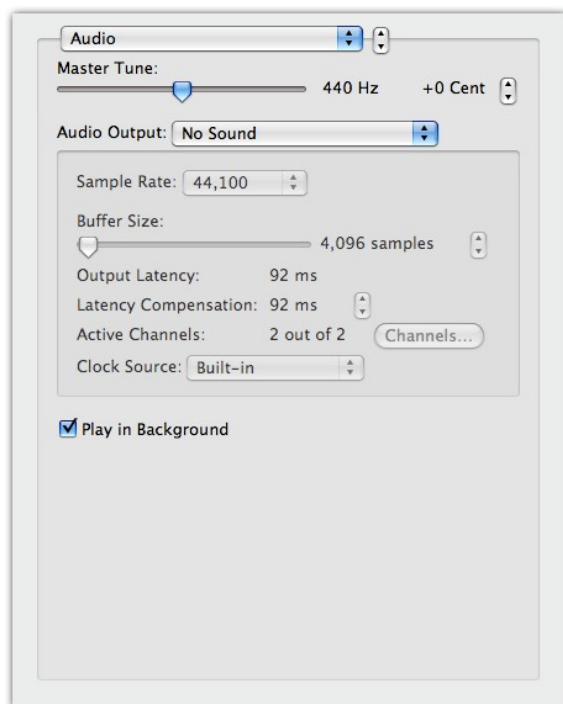 Audio
Master Tune:
440 Hz +0 Cent
Audio Output: No Sound
Sample Rate: 44,100
Buffer Size:
4,096 samples
Output Latency: 92 ms
Latency Compensation: 92 ms
Active Channels: 2 out of 2 Channels...
Clock Source: Built-in
Play in Background